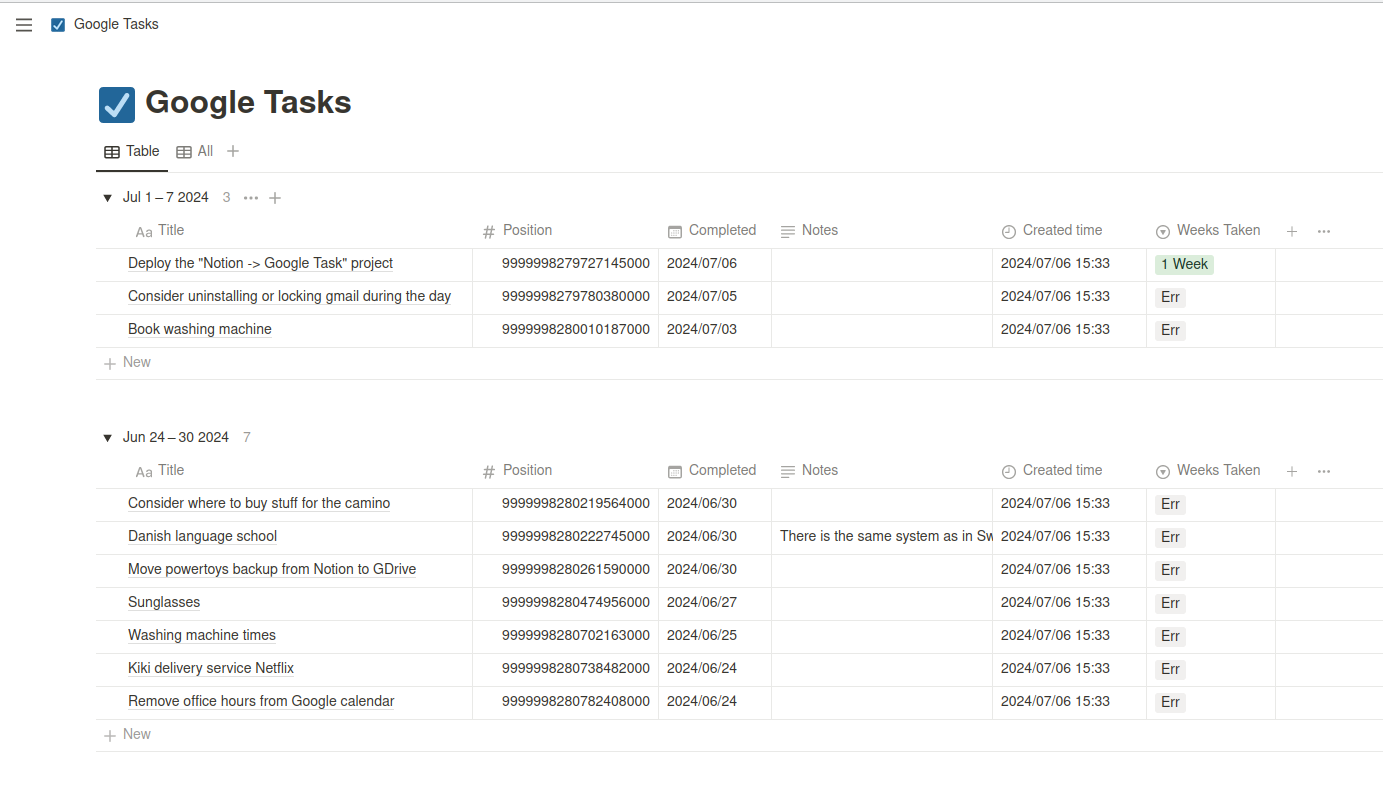 Google Tasks
Google Tasks
Table All
Jul 1 – 7 2024 3
Aa Title # Position Completed Notes Created time Weeks Taken
Deploy the "Notion -> Google Task" project 9999998279727145000 2024/07/06 2024/07/06 15:33 1 Week
Consider uninstalling or locking gmail during the day 9999998279780380000 2024/07/05 2024/07/06 15:33 Err
Book washing machine 9999998280010187000 2024/07/03 2024/07/06 15:33 Err
New
Jun 24 – 30 2024 7
Aa Title # Position Completed Notes Created time Weeks Taken
Consider where to buy stuff for the camino 9999998280219564000 2024/06/30 2024/07/06 15:33 Err
Danish language school 9999998280222745000 2024/06/30 There is the same system as in Sw 2024/07/06 15:33 Err
Move powertoys backup from Notion to GDrive 9999998280261590000 2024/06/30 2024/07/06 15:33 Err
Sunglasses 9999998280474956000 2024/06/27 2024/07/06 15:33 Err
Washing machine times 9999998280702163000 2024/06/25 2024/07/06 15:33 Err
Kiki delivery service Netflix 9999998280738482000 2024/06/24 2024/07/06 15:33 Err
Remove office hours from Google calendar 9999998280782408000 2024/06/24 2024/07/06 15:33 Err
New